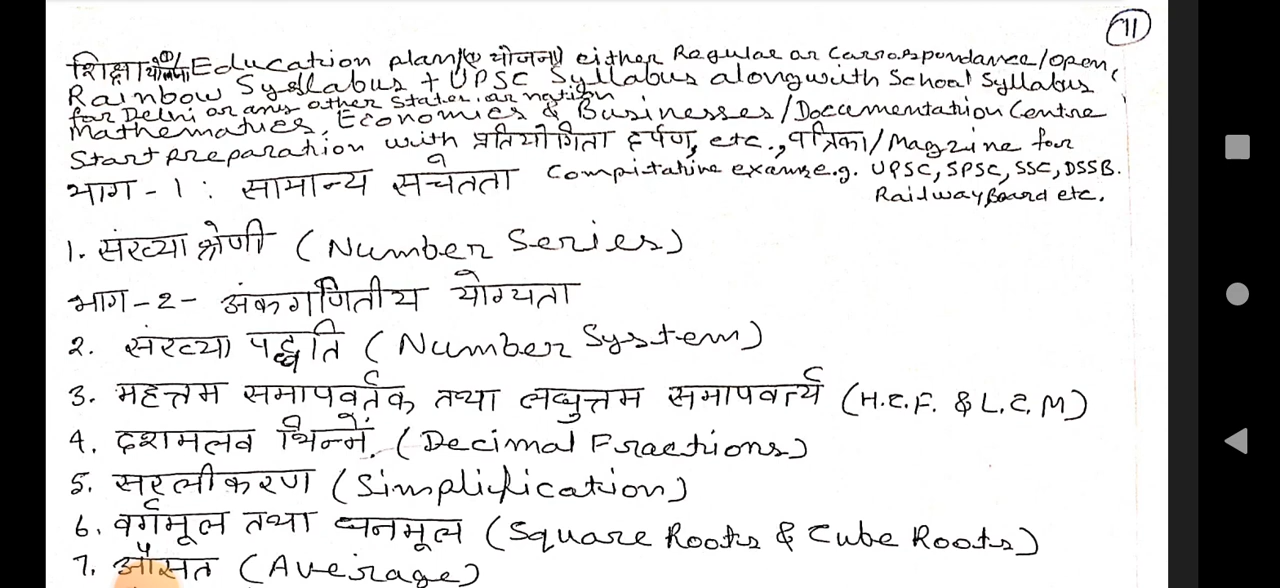 11
शिक्षा योजना/Education plan/(योजना) either Regular or Carraspondance/open,
Rainbow Syllabus + UPSC Syllabus alongwith School Syllabus
for Delhi or any other States or nation
Mathematics, Economics & Businesses/Documentation Centre
Start preparation with प्रतियोगिता दर्पण, etc., पत्रिका/Magzine for
भाग-1: सामान्य सचेतता Compitative exams e.g. UPSC, SPSC, SSC, DSSB.
Railway Board etc.
1. संख्या श्रेणी (Number Series)
भाग-2- अंकगणितीय योग्यता
2. संख्या पद्धति (Number System)
3. महत्तम समापवर्तक तथा लघुत्तम समापवर्त्य (H.C.F. & L.C.M)
4. दशमलव भिन्नें (Decimal Fractions)
5. सरलीकरण (Simplification)
6. वर्गमूल तथा घनमूल (Square Roots & Cube Roots)
7. औसत (Average)